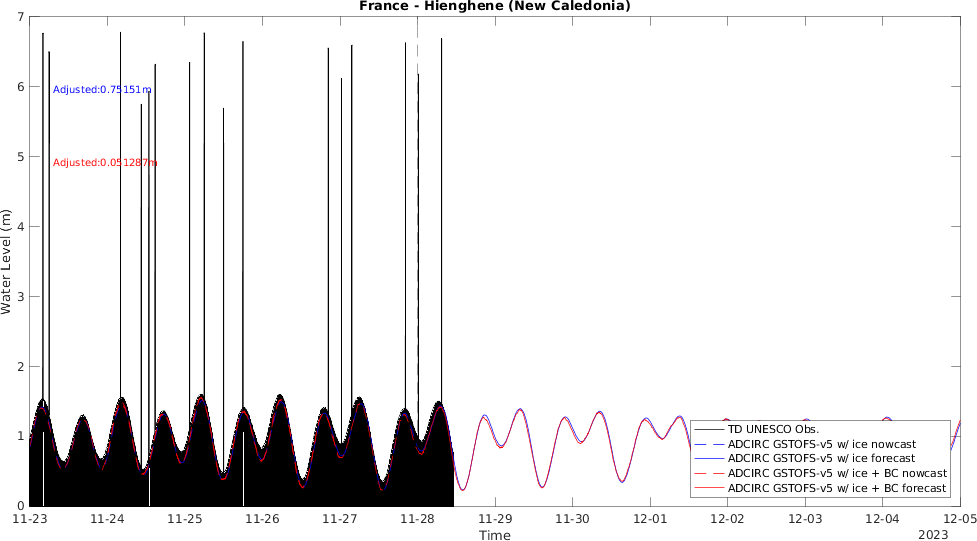 France - Hienghene (New Caledonia)
7
6
5
4
3
2
1
0
Water Level (m)
Adjusted:0.75151m
Adjusted:0.051287m
TD UNESCO Obs.
ADCIRC GSTOFS-v5 w/ ice nowcast
ADCIRC GSTOFS-v5 w/ ice forecast
ADCIRC GSTOFS-v5 w/ ice + BC nowcast
ADCIRC GSTOFS-v5 w/ ice + BC forecast
11-23 11-24 11-25 11-26 11-27 11-28 11-29 11-30 12-01 12-02 12-03 12-04 12-05
Time
2023